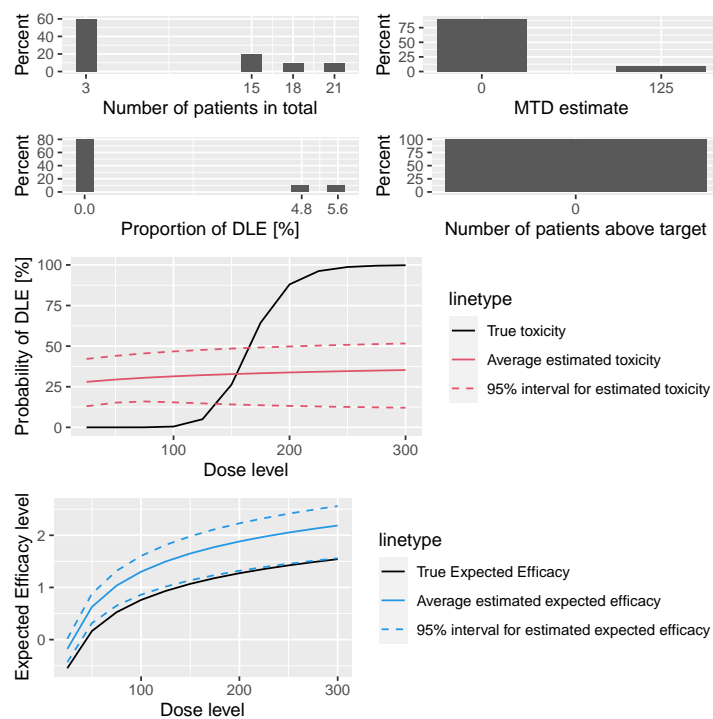 Percent
60
40
20
0
3
15
18
21
Number of patients in total
Percent
75
50
25
0
0
125
MTD estimate
Percent
80
60
40
20
0
0.0
4.8
5.6
Proportion of DLE [%]
Percent
100
75
50
25
0
0
Number of patients above target
Probability of DLE [%]
100
75
50
25
0
100
200
300
Dose level
linetype
True toxicity
Average estimated toxicity
95% interval for estimated toxicity
Expected Efficacy level
2
1
0
100
200
300
Dose level
linetype
True Expected Efficacy
Average estimated expected efficacy
95% interval for estimated expected efficacy